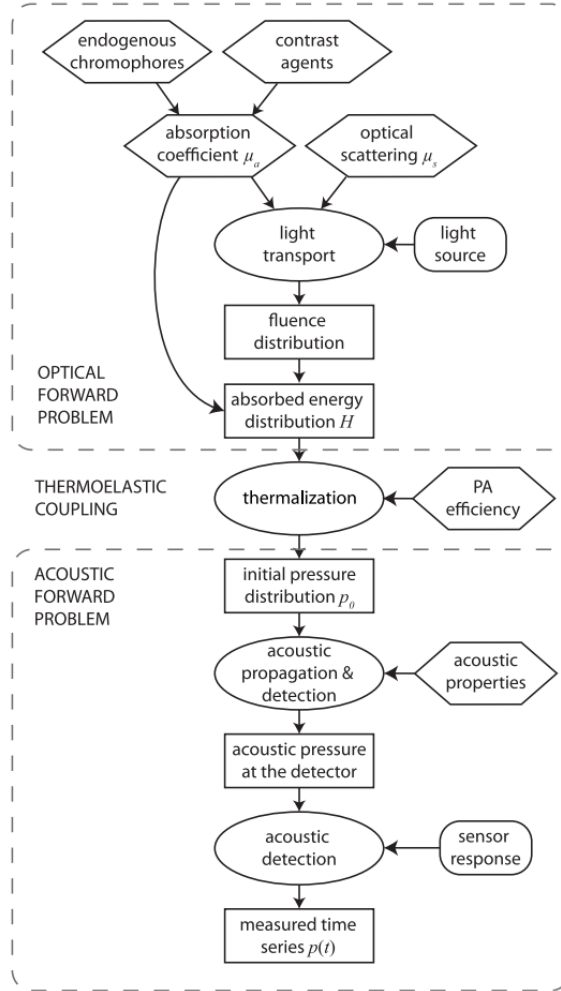 endogenous
chromophores
contrast
agents
absorption
coefficient μₐ
optical
scattering μₛ
light
transport
light
source
fluence
distribution
OPTICAL
FORWARD
PROBLEM
absorbed energy
distribution H
THERMOELASTIC
COUPLING
thermalization
PA
efficiency
ACOUSTIC
FORWARD
PROBLEM
initial pressure
distribution p₀
acoustic
propagation &
detection
acoustic
properties
acoustic pressure
at the detector
acoustic
detection
sensor
response
measured time
series p(t)